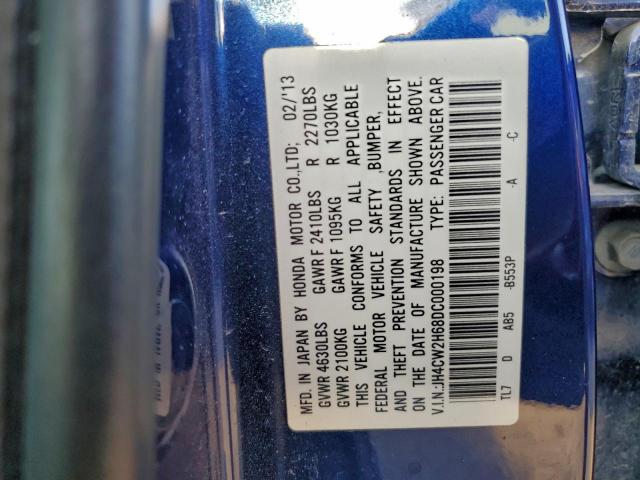 MFD. IN JAPAN BY HONDA MOTOR CO.,LTD; 02/'13
GVWR 4630LBS GAWR F 2410LBS R 2270LBS
GVWR 2100KG GAWR F 1095KG R 1030KG
THIS VEHICLE CONFORMS TO ALL APPLICABLE
FEDERAL MOTOR VEHICLE SAFETY ,BUMPER,
AND THEFT PREVENTION STANDARDS IN EFFECT
ON THE DATE OF MANUFACTURE SHOWN ABOVE.
V.I.N.:JH4CW2H68DC000198 TYPE: PASSENGER CAR
TL7 D AB5 -B553P -A -C